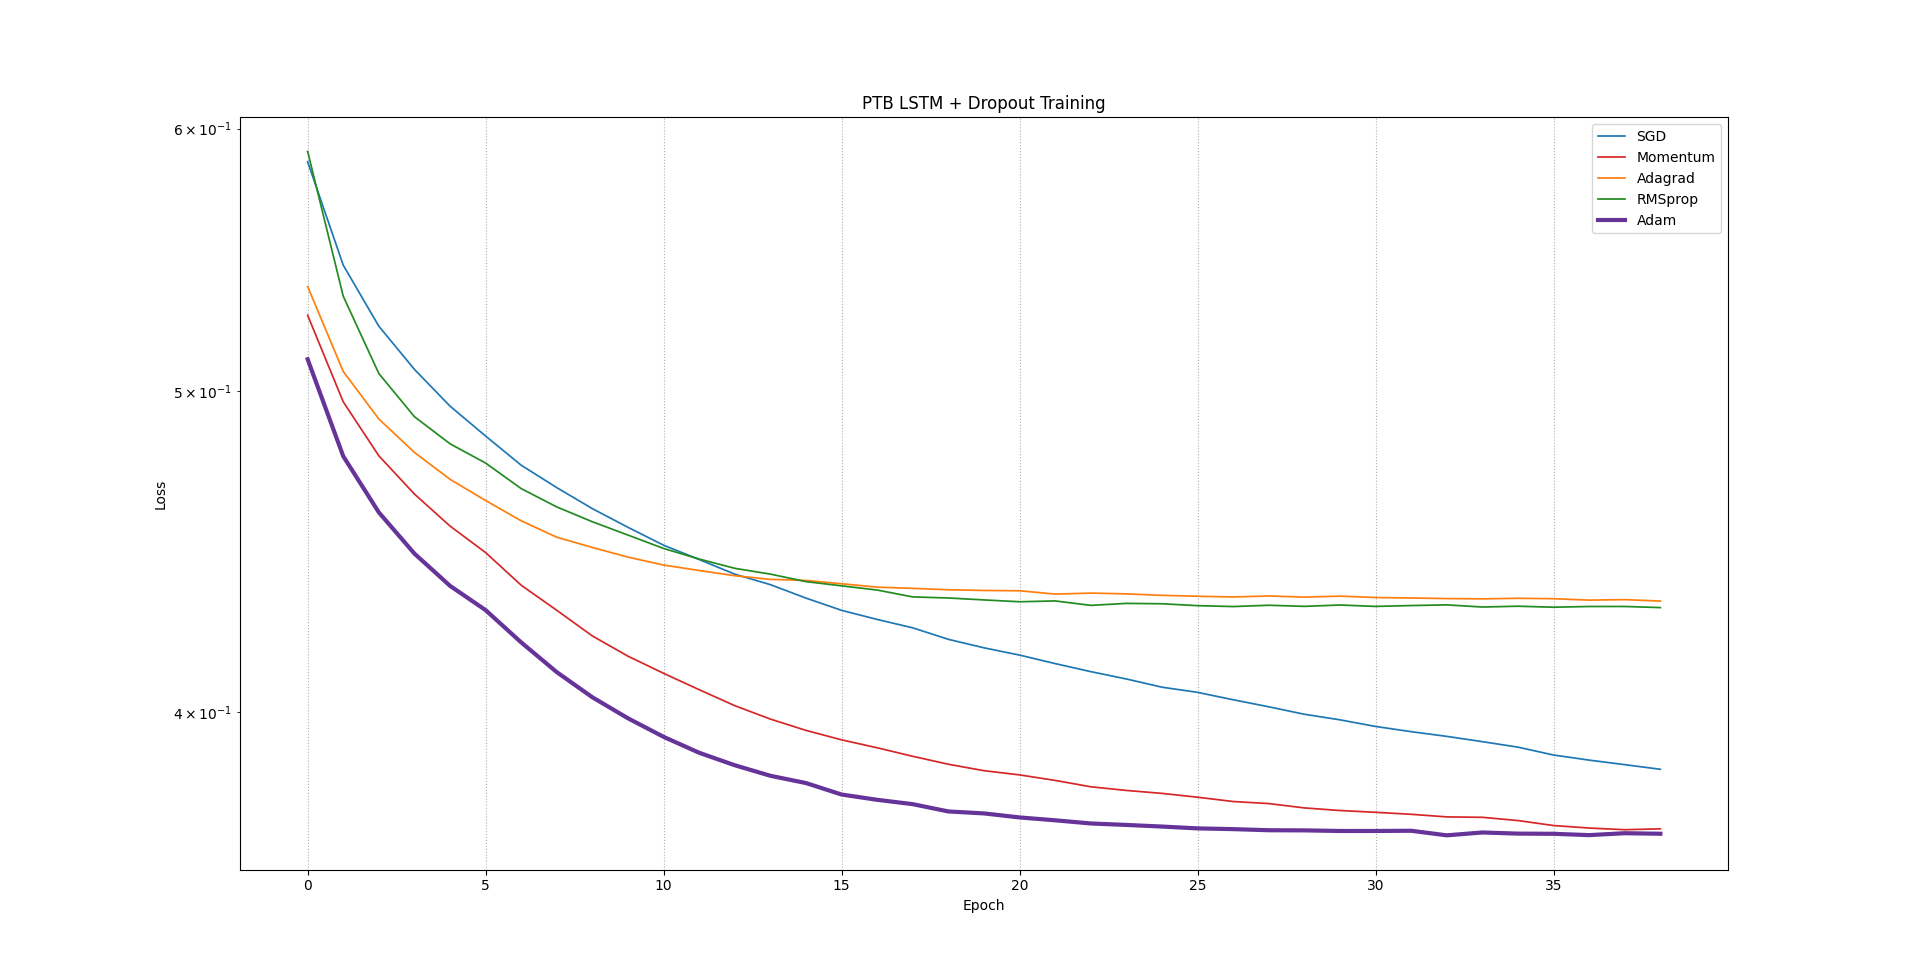 PTB LSTM + Dropout Training
6 × 10⁻¹
5 × 10⁻¹
4 × 10⁻¹
Loss
SGD
Momentum
Adagrad
RMSprop
Adam
0 5 10 15 20 25 30 35
Epoch